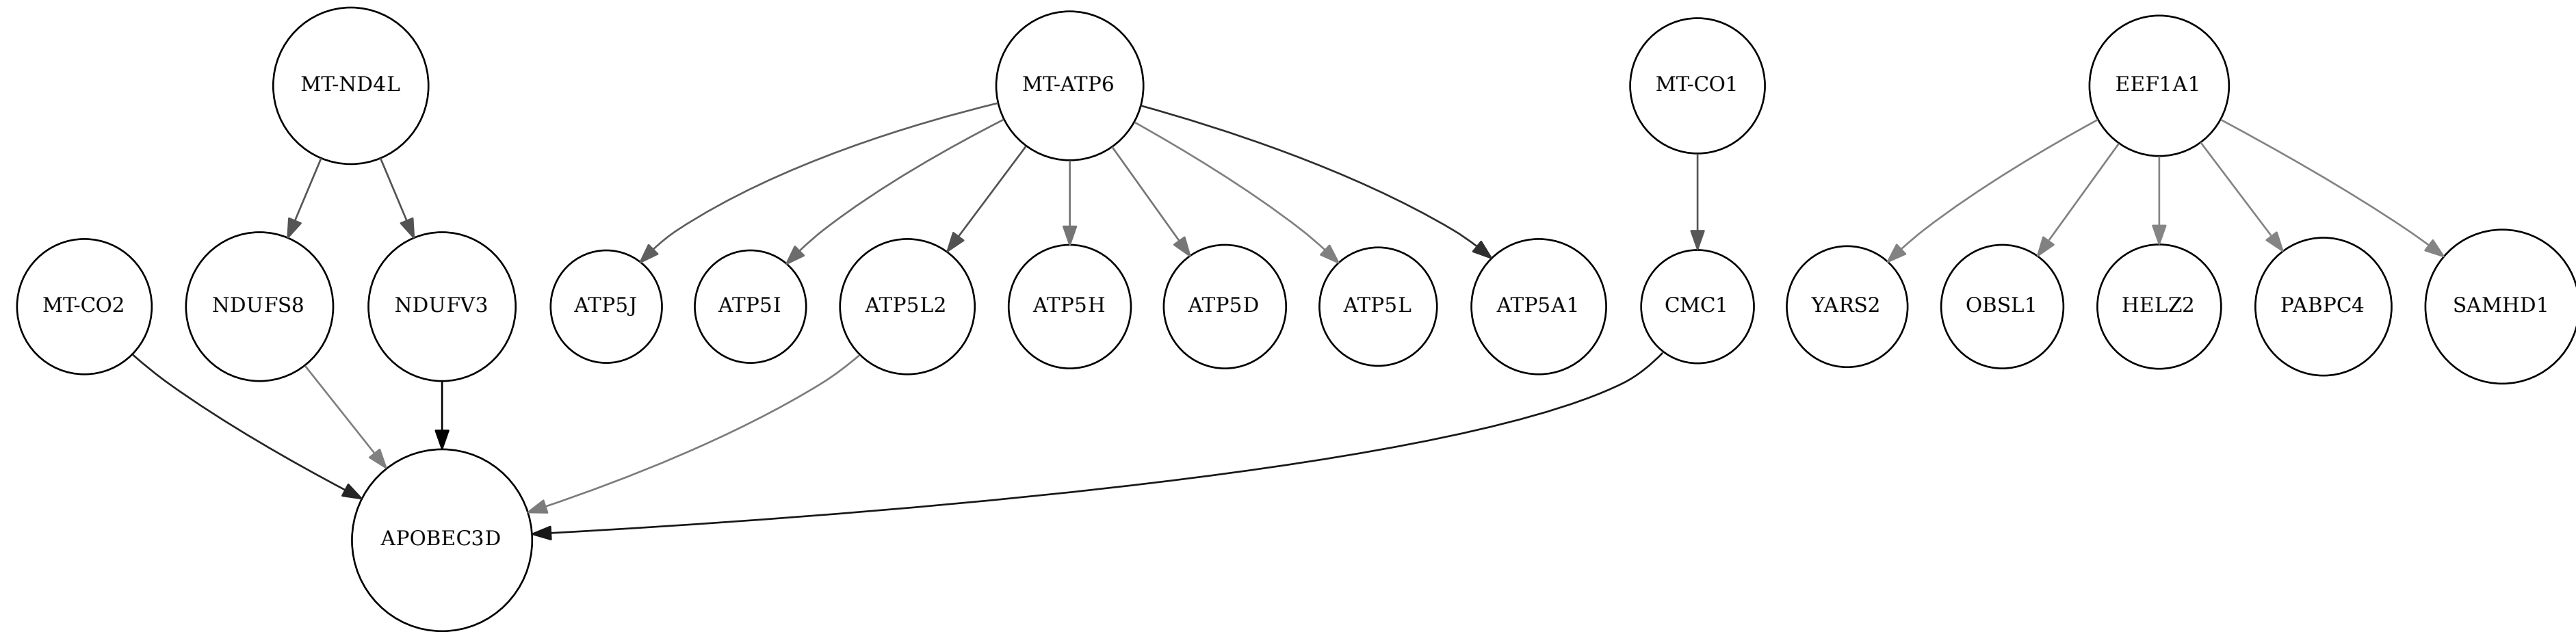 MT-ND4L
MT-ATP6
MT-CO1
EEF1A1
MT-CO2
NDUFS8
NDUFV3
ATP5J
ATP5I
ATP5L2
ATP5H
ATP5D
ATP5L
ATP5A1
CMC1
YARS2
OBSL1
HELZ2
PABPC4
SAMHD1
APOBEC3D